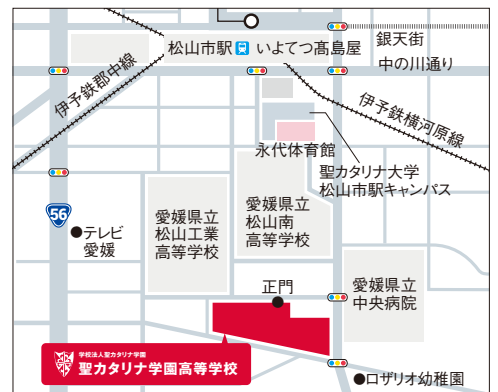 銀天街
松山市駅 いよてつ髙島屋
中の川通り
伊予鉄郡中線
伊予鉄横河原線
永代体育館
聖カタリナ大学
松山市駅キャンパス
56
テレビ
愛媛
愛媛県立
松山工業
高等学校
愛媛県立
松山南
高等学校
正門
愛媛県立
中央病院
学校法人聖カタリナ学園
聖カタリナ学園高等学校
ロザリオ幼稚園